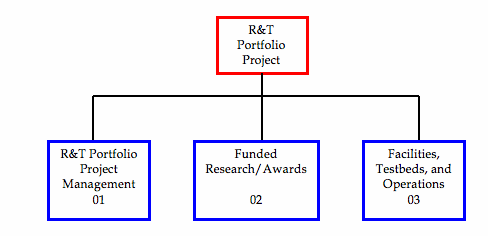 R&T
Portfolio
Project
R&T Portfolio
Project
Management
01
Funded
Research/Awards
02
Facilities,
Testbeds, and
Operations
03